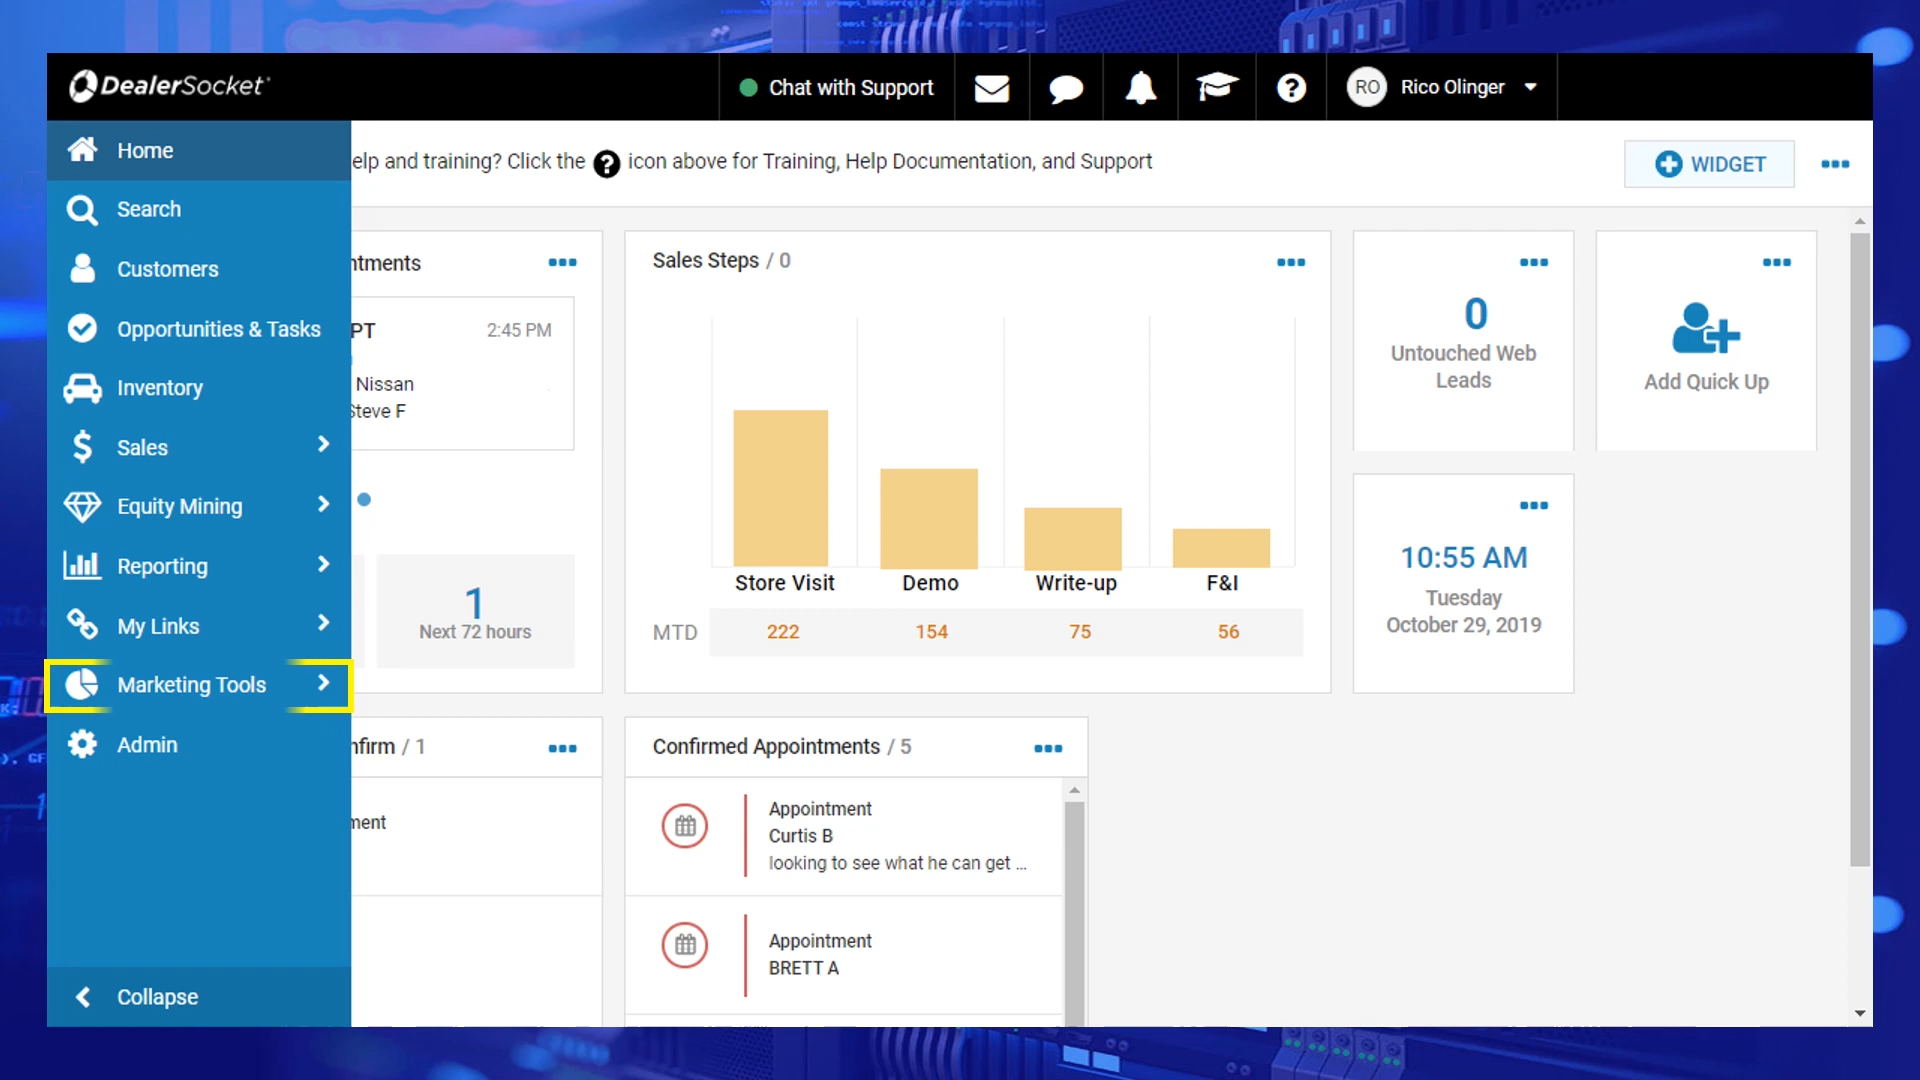 DealerSocket
Chat with Support
RO
Rico Olinger
Home
Search
Customers
Opportunities & Tasks
Inventory
Sales
Equity Mining
Reporting
My Links
Marketing Tools
Admin
Collapse
elp and training? Click the ? icon above for Training, Help Documentation, and Support
WIDGET
ntments
PT
2:45 PM
Nissan
Steve F
1
Next 72 hours
Sales Steps / 0
Store Visit
Demo
Write-up
F&I
MTD
222
154
75
56
0
Untouched Web
Leads
Add Quick Up
10:55 AM
Tuesday
October 29, 2019
nfirm / 1
ment
Confirmed Appointments / 5
Appointment
Curtis B
looking to see what he can get ...
Appointment
BRETT A